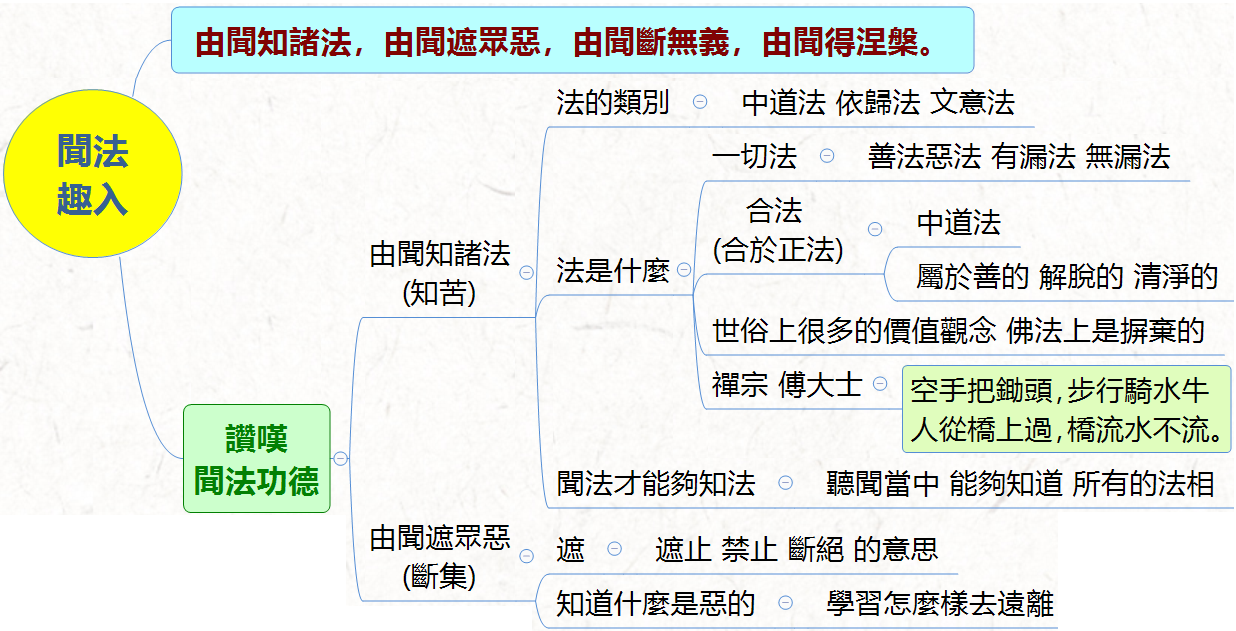 由聞知諸法，由聞遮眾惡，由聞斷無義，由聞得涅槃。
聞法
趣入
讚嘆
聞法功德
由聞知諸法
(知苦)
法的類別
中道法 依歸法 文意法
法是什麼
一切法
善法惡法 有漏法 無漏法
合法
(合於正法)
中道法
屬於善的 解脫的 清淨的
世俗上很多的價值觀念 佛法上是摒棄的
禪宗 傅大士
空手把鋤頭，步行騎水牛
人從橋上過，橋流水不流。
聞法才能夠知法
聽聞當中 能夠知道 所有的法相
由聞遮眾惡
(斷集)
遮
遮止 禁止 斷絕 的意思
知道什麼是惡的
學習怎麼樣去遠離